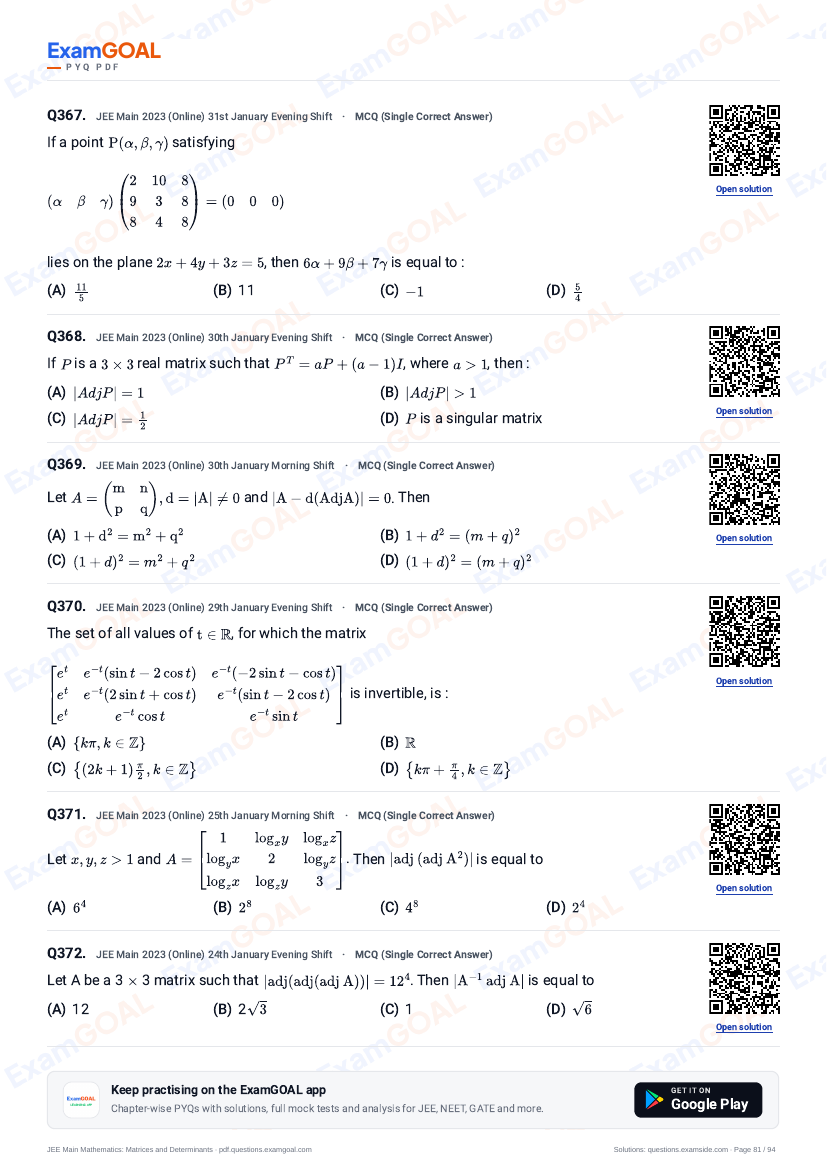 ExamGOAL
PYQ PDF
Q367. JEE Main 2023 (Online) 31st January Evening Shift · MCQ (Single Correct Answer)
If a point P(α, β, γ) satisfying
(α β γ) (2 10 8
9 3 8
8 4 8) = (0 0 0)
lies on the plane 2x + 4y + 3z = 5, then 6α + 9β + 7γ is equal to :
(A) 11/5 (B) 11 (C) −1 (D) 5/4
Open solution
Q368. JEE Main 2023 (Online) 30th January Evening Shift · MCQ (Single Correct Answer)
If P is a 3 × 3 real matrix such that Pᵀ = aP + (a − 1)I, where a > 1, then :
(A) |AdjP| = 1 (B) |AdjP| > 1
(C) |AdjP| = 1/2 (D) P is a singular matrix
Open solution
Q369. JEE Main 2023 (Online) 30th January Morning Shift · MCQ (Single Correct Answer)
Let A = (m n
p q), d = |A| ≠ 0 and |A − d(AdjA)| = 0. Then
(A) 1 + d² = m² + q² (B) 1 + d² = (m + q)²
(C) (1 + d)² = m² + q² (D) (1 + d)² = (m + q)²
Open solution
Q370. JEE Main 2023 (Online) 29th January Evening Shift · MCQ (Single Correct Answer)
The set of all values of t ∈ ℝ, for which the matrix
[eᵗ e⁻ᵗ(sin t − 2 cos t) e⁻ᵗ(−2 sin t − cos t)
eᵗ e⁻ᵗ(2 sin t + cos t) e⁻ᵗ(sin t − 2 cos t)
eᵗ e⁻ᵗ cos t e⁻ᵗ sin t] is invertible, is :
(A) {kπ, k ∈ ℤ} (B) ℝ
(C) {(2k + 1)π/2, k ∈ ℤ} (D) {kπ + π/4, k ∈ ℤ}
Open solution
Q371. JEE Main 2023 (Online) 25th January Morning Shift · MCQ (Single Correct Answer)
Let x, y, z > 1 and A = [1 logₓy logₓz
log_y x 2 log_y z
log_z x log_z y 3]. Then |adj (adj A²)| is equal to
(A) 6⁴ (B) 2⁸ (C) 4⁸ (D) 2⁴
Open solution
Q372. JEE Main 2023 (Online) 24th January Evening Shift · MCQ (Single Correct Answer)
Let A be a 3 × 3 matrix such that |adj(adj(adj A))| = 12⁴. Then |A⁻¹ adj A| is equal to
(A) 12 (B) 2√3 (C) 1 (D) √6
Open solution
ExamGOAL
Keep practising on the ExamGOAL app
Chapter-wise PYQs with solutions, full mock tests and analysis for JEE, NEET, GATE and more.
GET IT ON
Google Play
JEE Main Mathematics: Matrices and Determinants · pdf.questions.examgoal.com
Solutions: questions.examside.com · Page 81 / 94